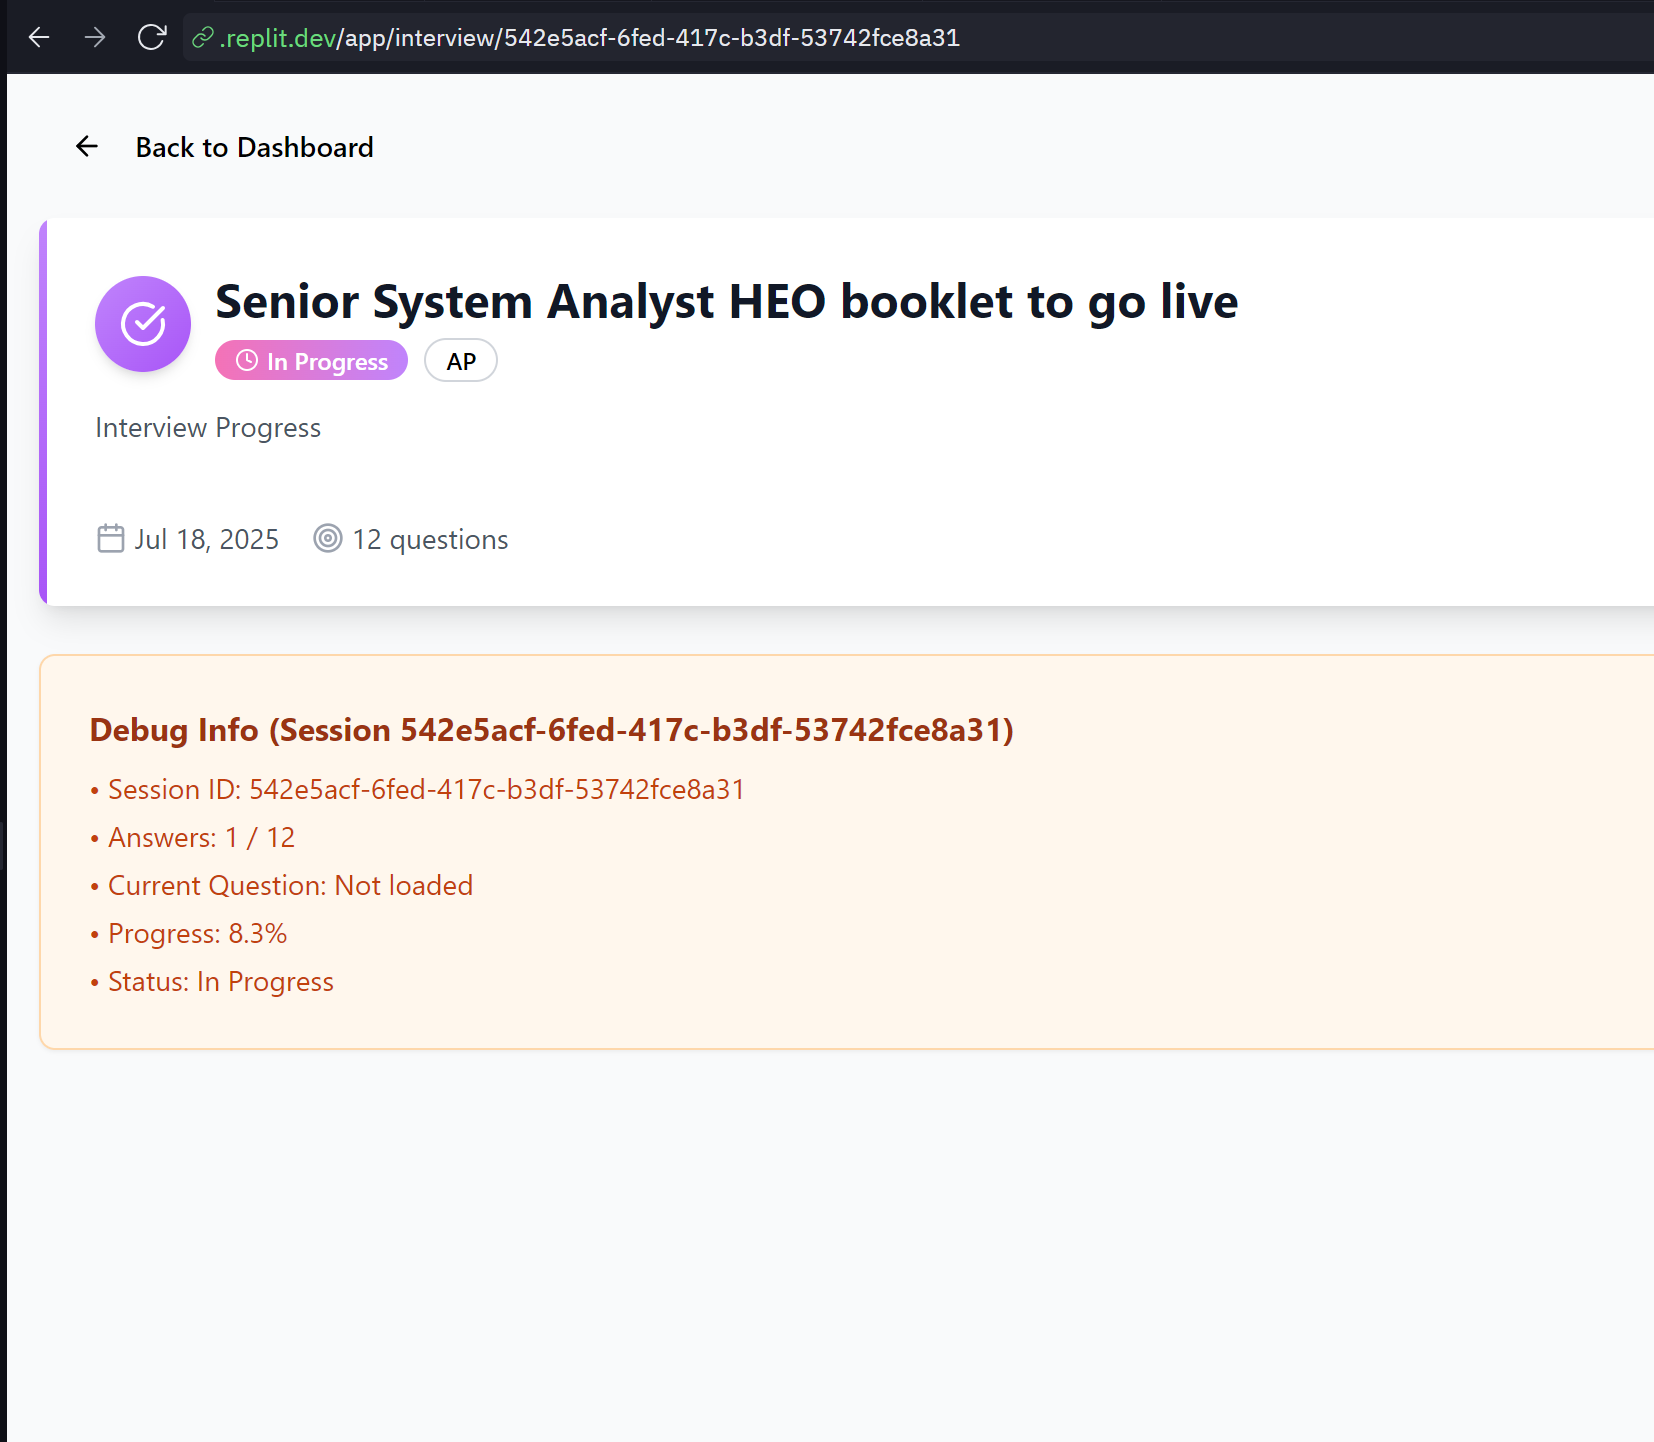 .replit.dev/app/interview/542e5acf-6fed-417c-b3df-53742fce8a31
Back to Dashboard
Senior System Analyst HEO booklet to go live
In Progress AP
Interview Progress
Jul 18, 2025 12 questions
Debug Info (Session 542e5acf-6fed-417c-b3df-53742fce8a31)
• Session ID: 542e5acf-6fed-417c-b3df-53742fce8a31
• Answers: 1 / 12
• Current Question: Not loaded
• Progress: 8.3%
• Status: In Progress